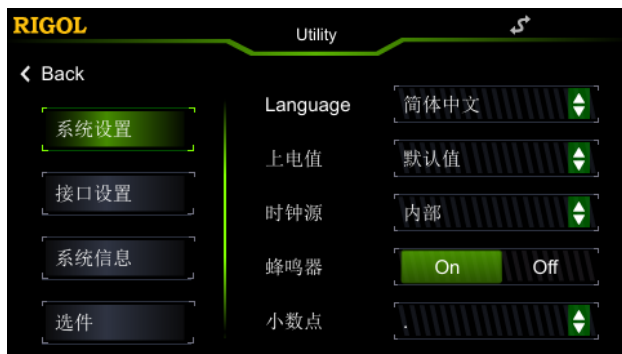 RIGOL
Utility
Back
系统设置
接口设置
系统信息
选件
Language 简体中文
上电值 默认值
时钟源 内部
蜂鸣器 On Off
小数点 .